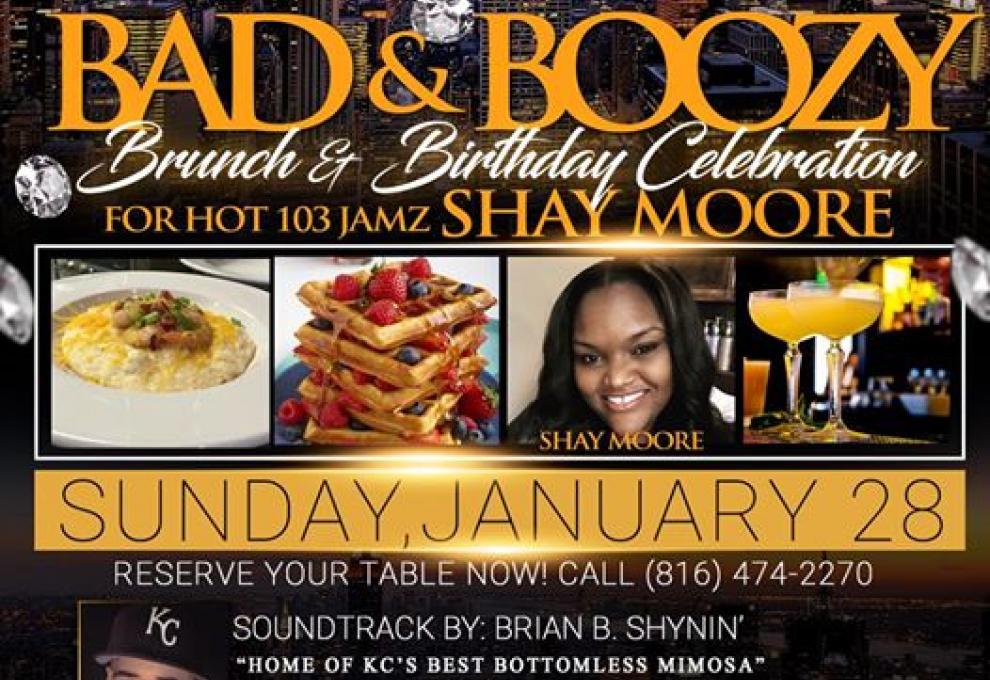 BAD & BOOZY
Brunch & Birthday Celebration
FOR HOT 103 JAMZ SHAY MOORE
SHAY MOORE
SUNDAY, JANUARY 28
RESERVE YOUR TABLE NOW! CALL (816) 474-2270
KC
SOUNDTRACK BY: BRIAN B. SHYNIN'
"HOME OF KC'S BEST BOTTOMLESS MIMOSA"